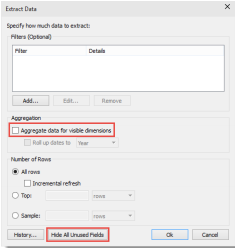 Extract Data
Specify how much data to extract:
Filters (Optional)
Filter Details
Add... Edit... Remove
Aggregation
Aggregate data for visible dimensions
Roll up dates to Year
Number of Rows
All rows
Incremental refresh
Top: rows
Sample: rows
History... Hide All Unused Fields Ok Cancel